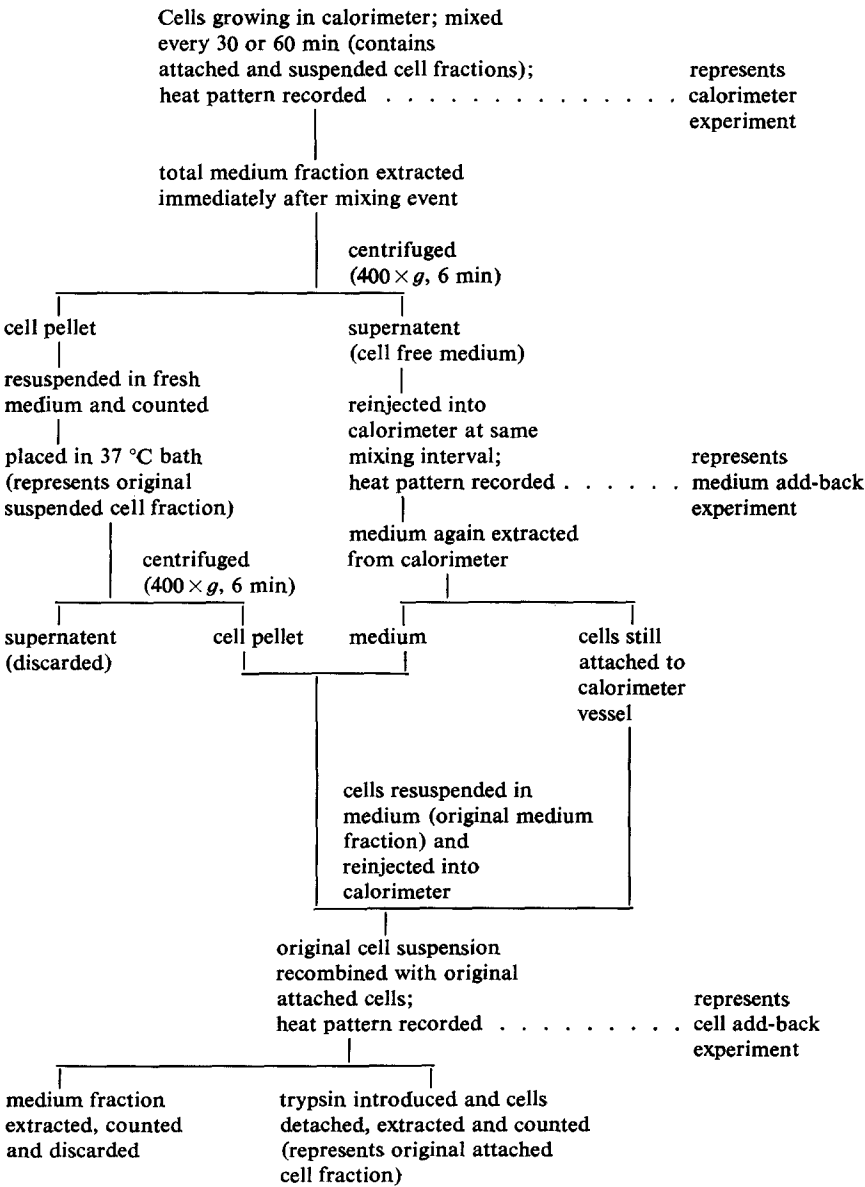 Cells growing in calorimeter; mixed
every 30 or 60 min (contains
attached and suspended cell fractions);
heat pattern recorded . . . . . . . . . . . . . .
represents
calorimeter
experiment
total medium fraction extracted
immediately after mixing event
centrifuged
(400 × g, 6 min)
cell pellet
resuspended in fresh
medium and counted
placed in 37 °C bath
(represents original
suspended cell fraction)
supernatent
(cell free medium)
reinjected into
calorimeter at same
mixing interval;
heat pattern recorded . . . . . .
represents
medium add-back
experiment
medium again extracted
from calorimeter
centrifuged
(400 × g, 6 min)
supernatent
(discarded)
cell pellet
medium
cells still
attached to
calorimeter
vessel
cells resuspended in
medium (original medium
fraction) and
reinjected into
calorimeter
original cell suspension
recombined with original
attached cells;
heat pattern recorded . . . . . . . . .
represents
cell add-back
experiment
medium fraction
extracted, counted
and discarded
trypsin introduced and cells
detached, extracted and counted
(represents original attached
cell fraction)